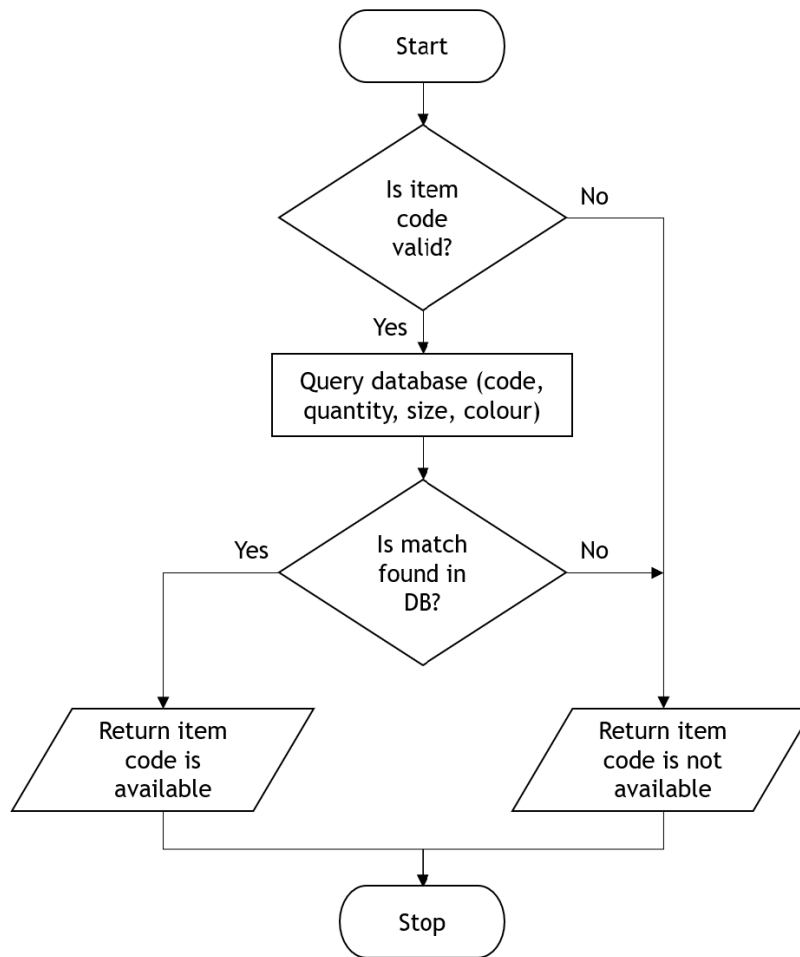 Start
Is item
code
valid?
No
Yes
Query database (code,
quantity, size, colour)
Yes
Is match
found in
DB?
No
Return item
code is
available
Return item
code is not
available
Stop